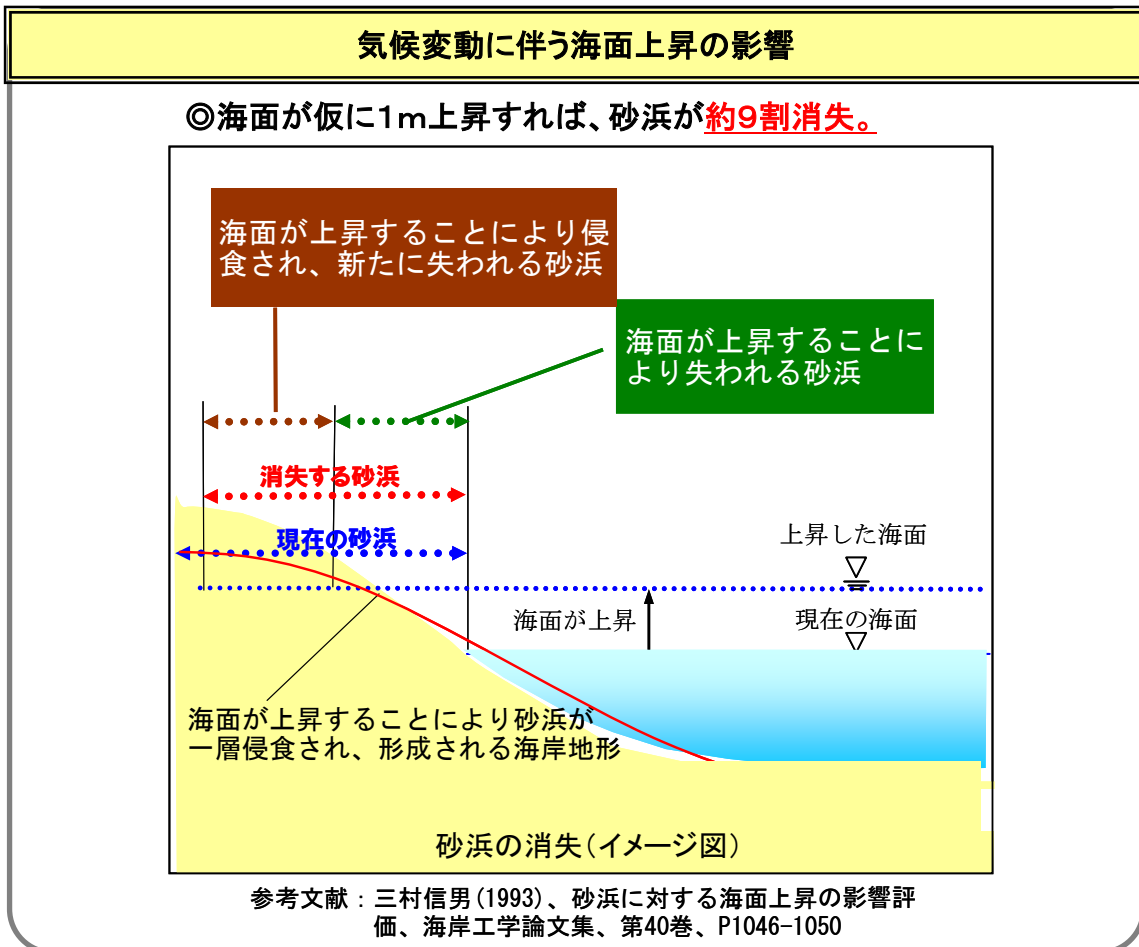 気候変動に伴う海面上昇の影響
◎海面が仮に1m上昇すれば、砂浜が約9割消失。
海面が上昇することにより侵
食され、新たに失われる砂浜
海面が上昇することに
より失われる砂浜
消失する砂浜
現在の砂浜
上昇した海面
海面が上昇
現在の海面
海面が上昇することにより砂浜が
一層侵食され、形成される海岸地形
砂浜の消失(イメージ図)
参考文献：三村信男(1993)、砂浜に対する海面上昇の影響評
価、海岸工学論文集、第40巻、P1046-1050